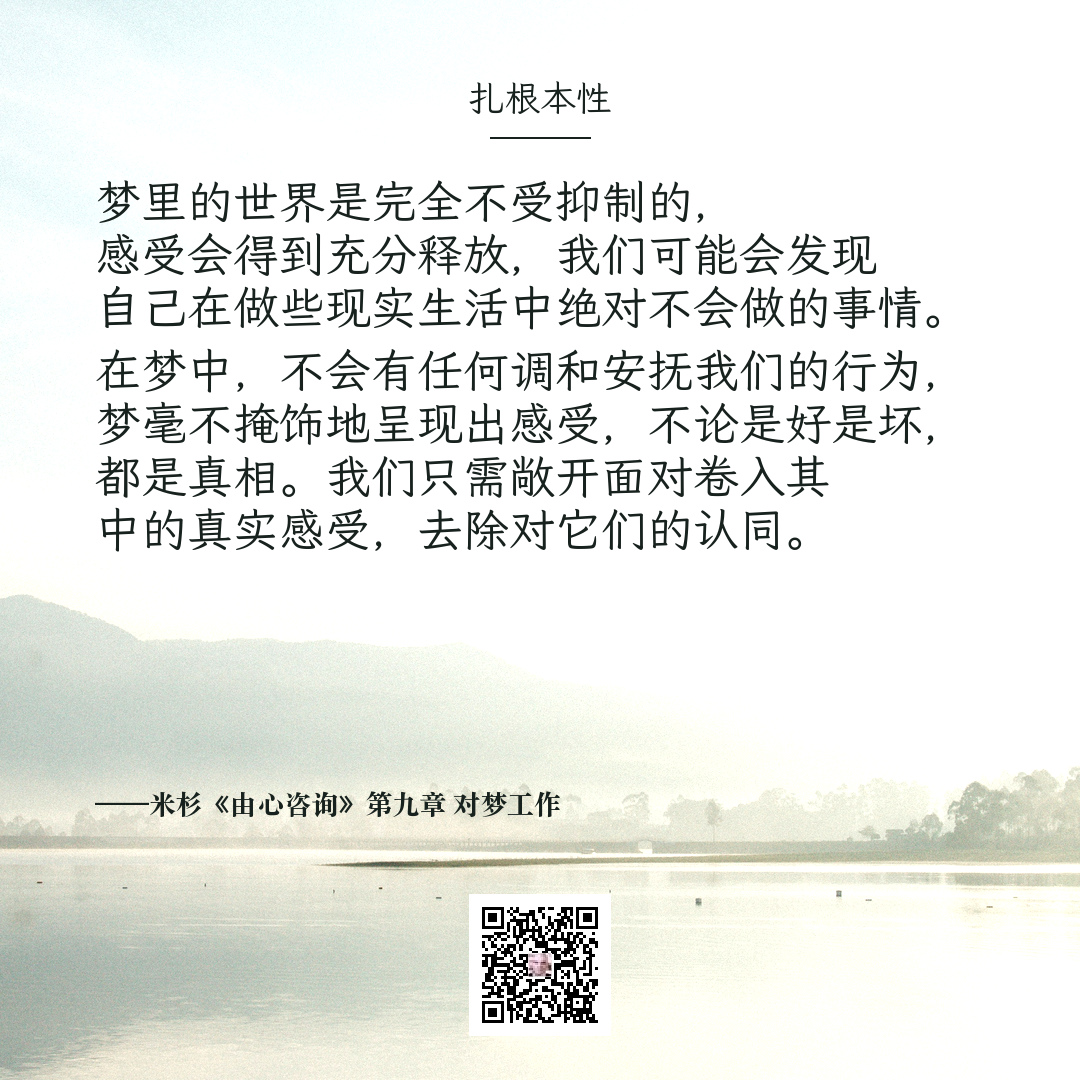 扎根本性
梦里的世界是完全不受抑制的，
感受会得到充分释放，我们可能会发现
自己在做些现实生活中绝对不会做的事情。
在梦中，不会有任何调和安抚我们的行为，
梦毫不掩饰地呈现出感受，不论是好是坏，
都是真相。我们只需敞开面对卷入其
中的真实感受，去除对它们的认同。
——米杉《由心咨询》第九章 对梦工作